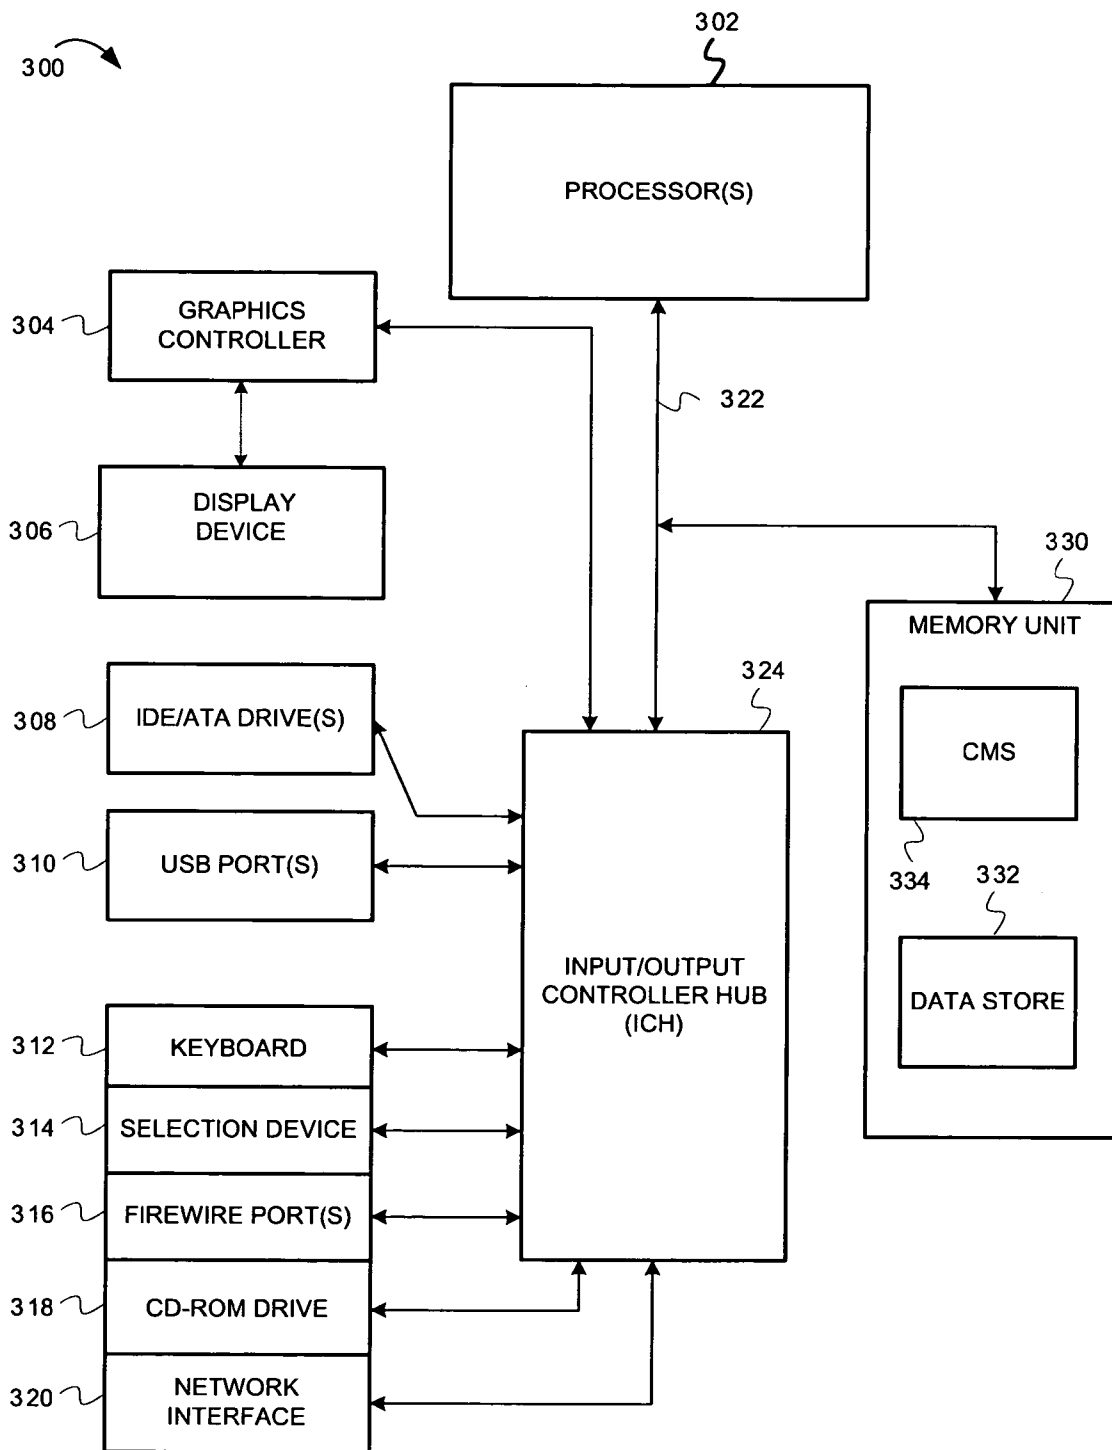 302
300
PROCESSOR(S)
GRAPHICS
CONTROLLER
304
322
DISPLAY
DEVICE
306
330
MEMORY UNIT
324
IDE/ATA DRIVE(S)
308
CMS
USB PORT(S)
310
334
332
INPUT/OUTPUT
CONTROLLER HUB
(ICH)
DATA STORE
312
KEYBOARD
314
SELECTION DEVICE
316
FIREWIRE PORT(S)
318
CD-ROM DRIVE
320
NETWORK
INTERFACE